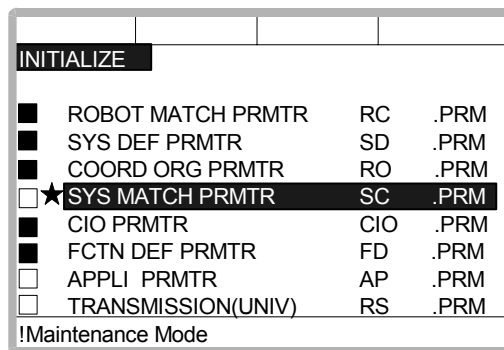 INITIALIZE
ROBOT MATCH PRMTR RC .PRM
SYS DEF PRMTR SD .PRM
COORD ORG PRMTR RO .PRM
★SYS MATCH PRMTR SC .PRM
CIO PRMTR CIO .PRM
FCTN DEF PRMTR FD .PRM
APPLI PRMTR AP .PRM
TRANSMISSION(UNIV) RS .PRM
!Maintenance Mode